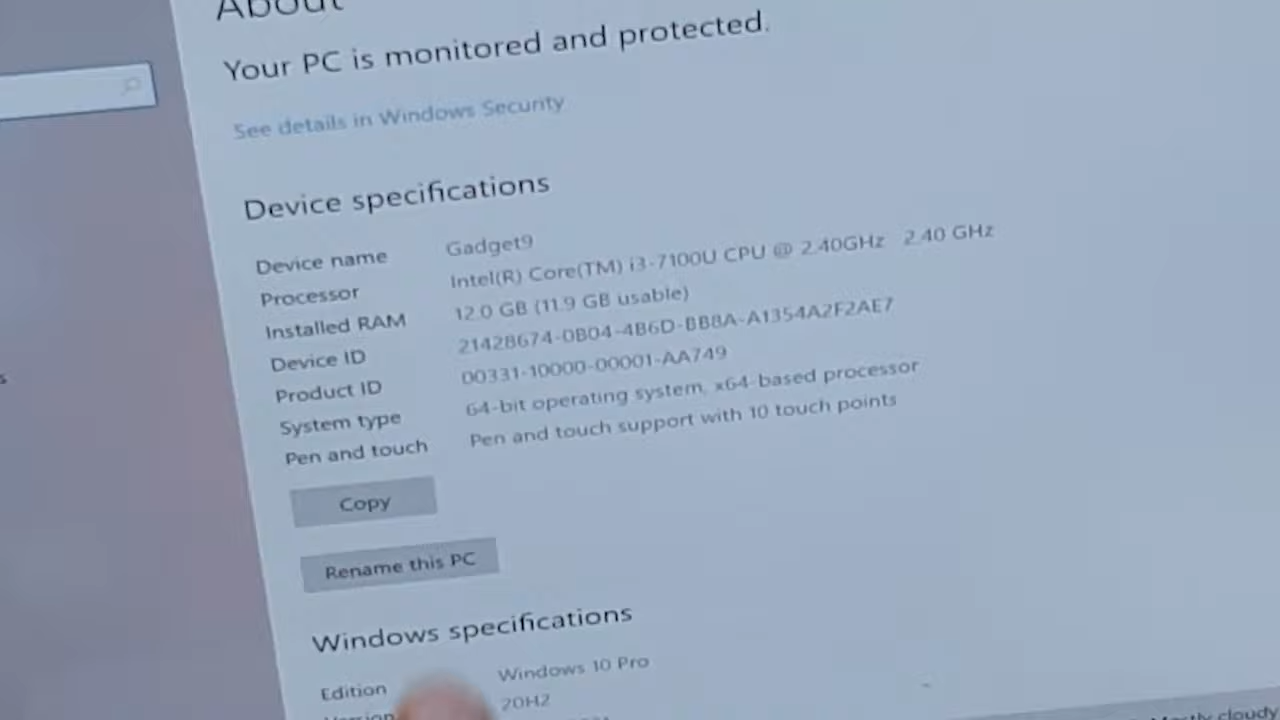 About
Your PC is monitored and protected.
See details in Windows Security
Device specifications
Device name Gadget9
Processor Intel(R) Core(TM) i3-7100U CPU @ 2.40GHz 2.40 GHz
Installed RAM 12.0 GB (11.9 GB usable)
Device ID 21428674-0B04-4B6D-BB8A-A1354A2F2AE7
Product ID 00331-10000-00001-AA749
System type 64-bit operating system, x64-based processor
Pen and touch Pen and touch support with 10 touch points
Copy
Rename this PC
Windows specifications
Edition Windows 10 Pro
Version 20H2
Mostly cloudy